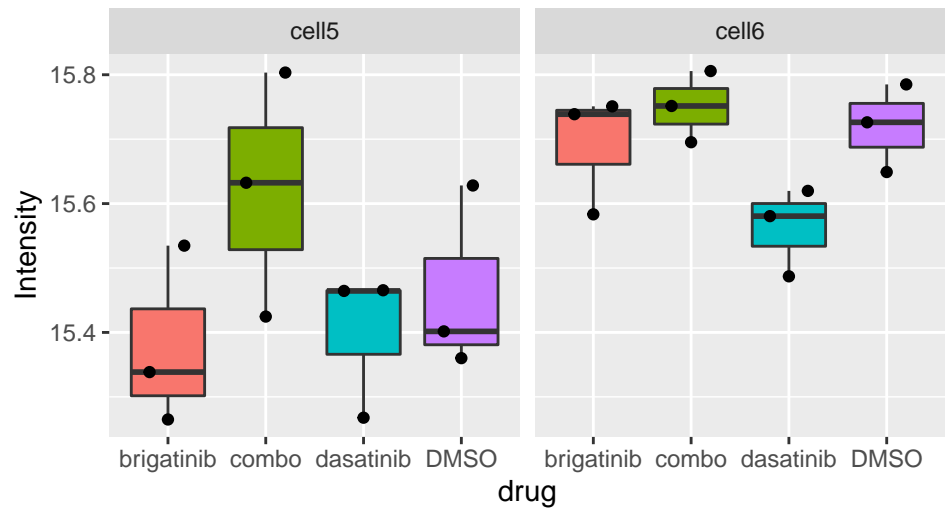 cell5 cell6
15.8
15.6
15.4
Intensity
brigatinib combo dasatinib DMSO brigatinib combo dasatinib DMSO
drug